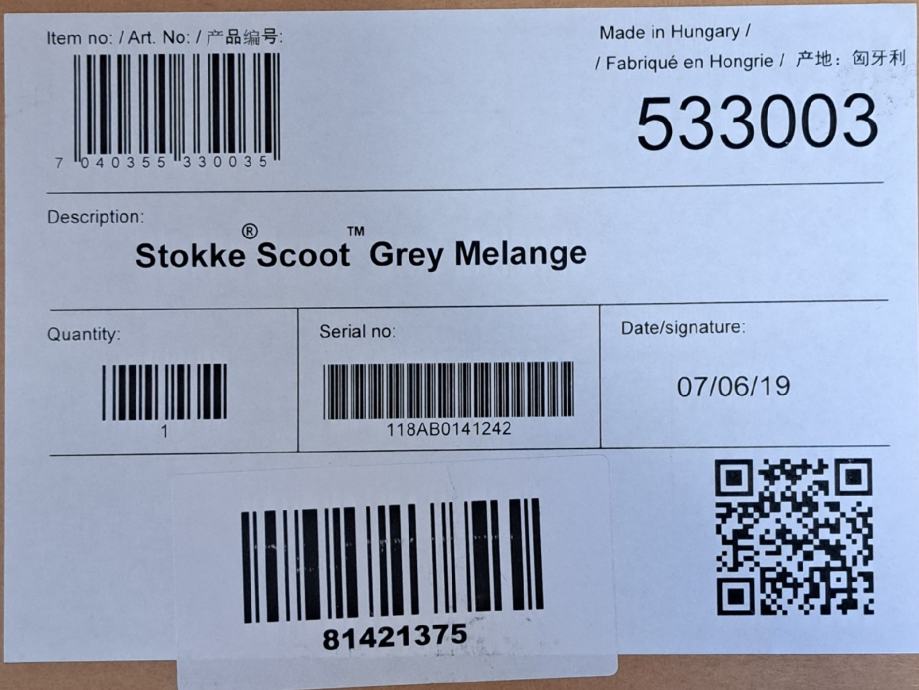 Item no: / Art. No: / 产品编号:
Made in Hungary /
/ Fabriqué en Hongrie / 产地：匈牙利
7 040355 330035
533003
Description:
Stokke® Scoot™ Grey Melange
Quantity:
1
Serial no:
118AB0141242
Date/signature:
07/06/19
81421375